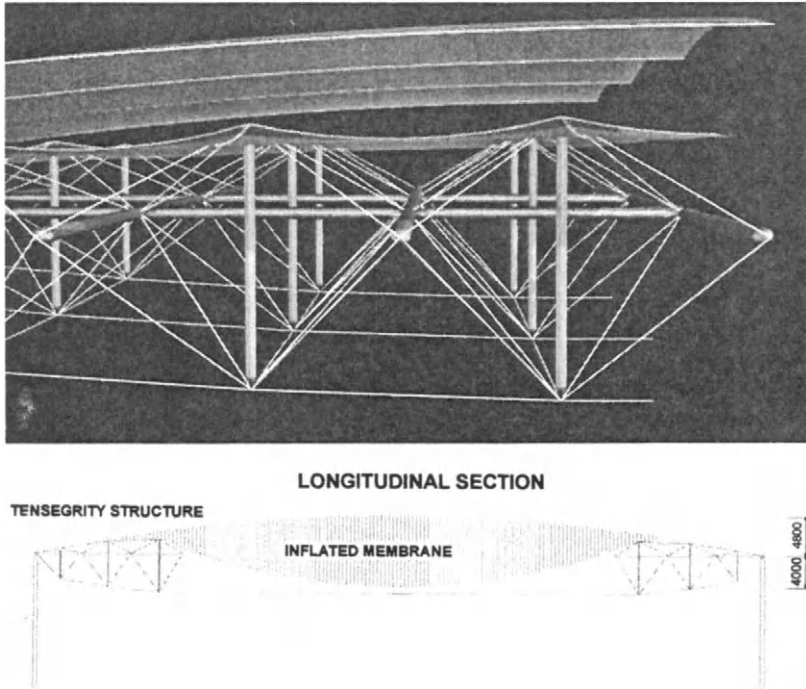 LONGITUDINAL SECTION
TENSEGRITY STRUCTURE
INFLATED MEMBRANE
4800
4000